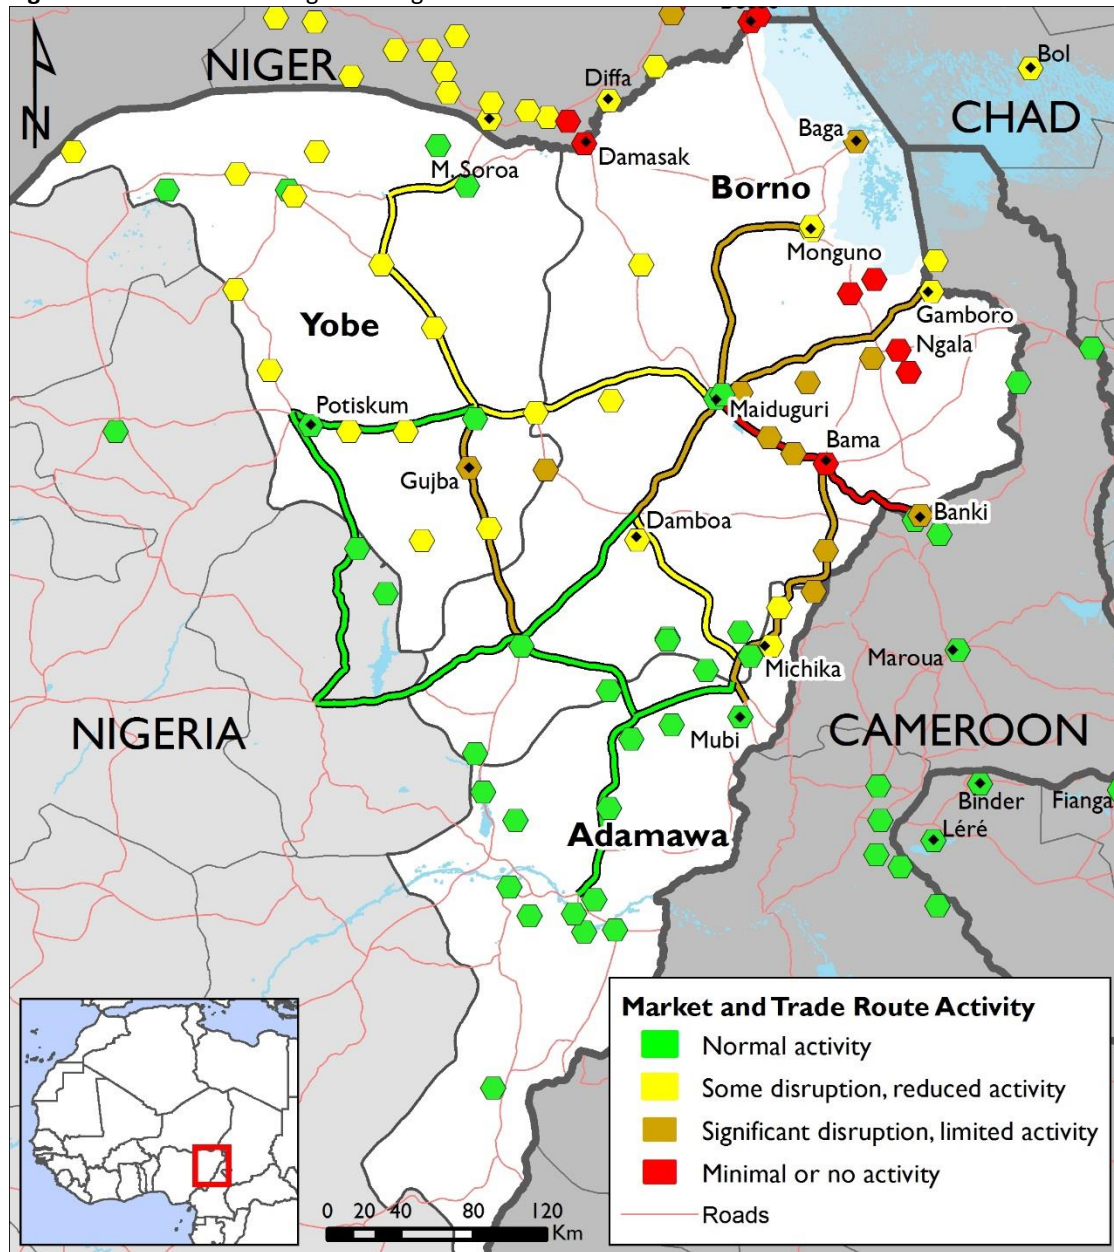 NIGER
Diffa
Bol
CHAD
Baga
Damasak
M. Soroa
Borno
Monguno
Gamboro
Ngala
Yobe
Potiskum
Maiduguri
Bama
Gujba
Damboa
Banki
Michika
Maroua
NIGERIA
Mubi
CAMEROON
Binder
Fianga
Léré
Adamawa
N
Market and Trade Route Activity
Normal activity
Some disruption, reduced activity
Significant disruption, limited activity
Minimal or no activity
Roads
0 20 40 80 120
Km